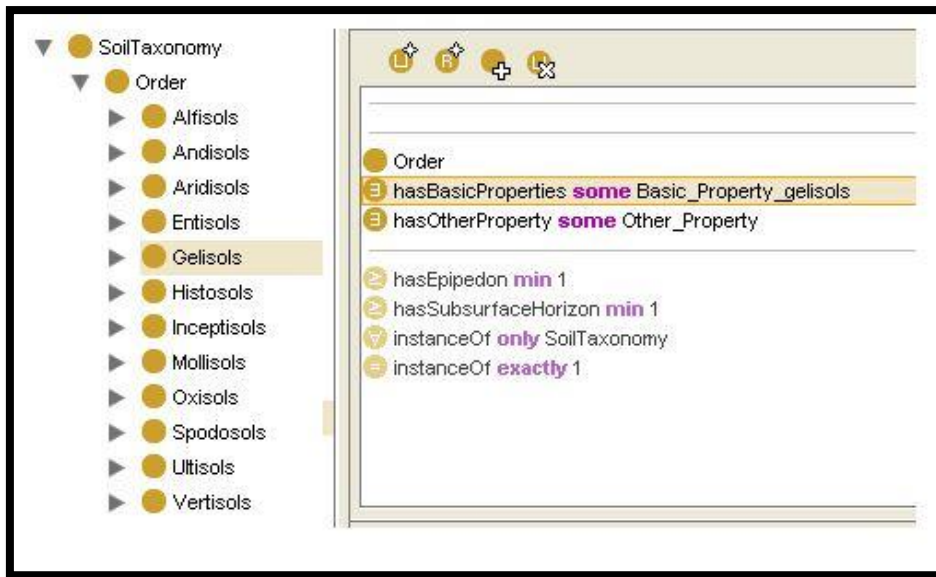 SoilTaxonomy
Order
Alfisols
Andisols
Aridisols
Entisols
Gelisols
Histosols
Inceptisols
Mollisols
Oxisols
Spodosols
Ultisols
Vertisols
Order
hasBasicProperties some Basic_Property_gelisols
hasOtherProperty some Other_Property
hasEpipedon min 1
hasSubsurfaceHorizon min 1
instanceOf only SoilTaxonomy
instanceOf exactly 1